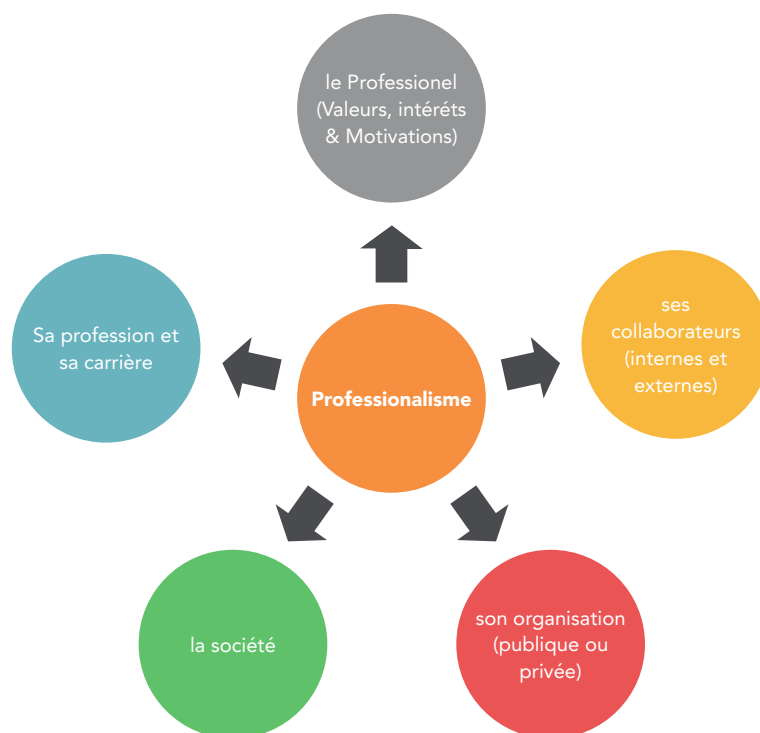 le Professionel
(Valeurs, intéréts
& Motivations)
Sa profession et
sa carrière
ses
collaborateurs
(internes et
externes)
Professionalisme
la société
son organisation
(publique ou
privée)